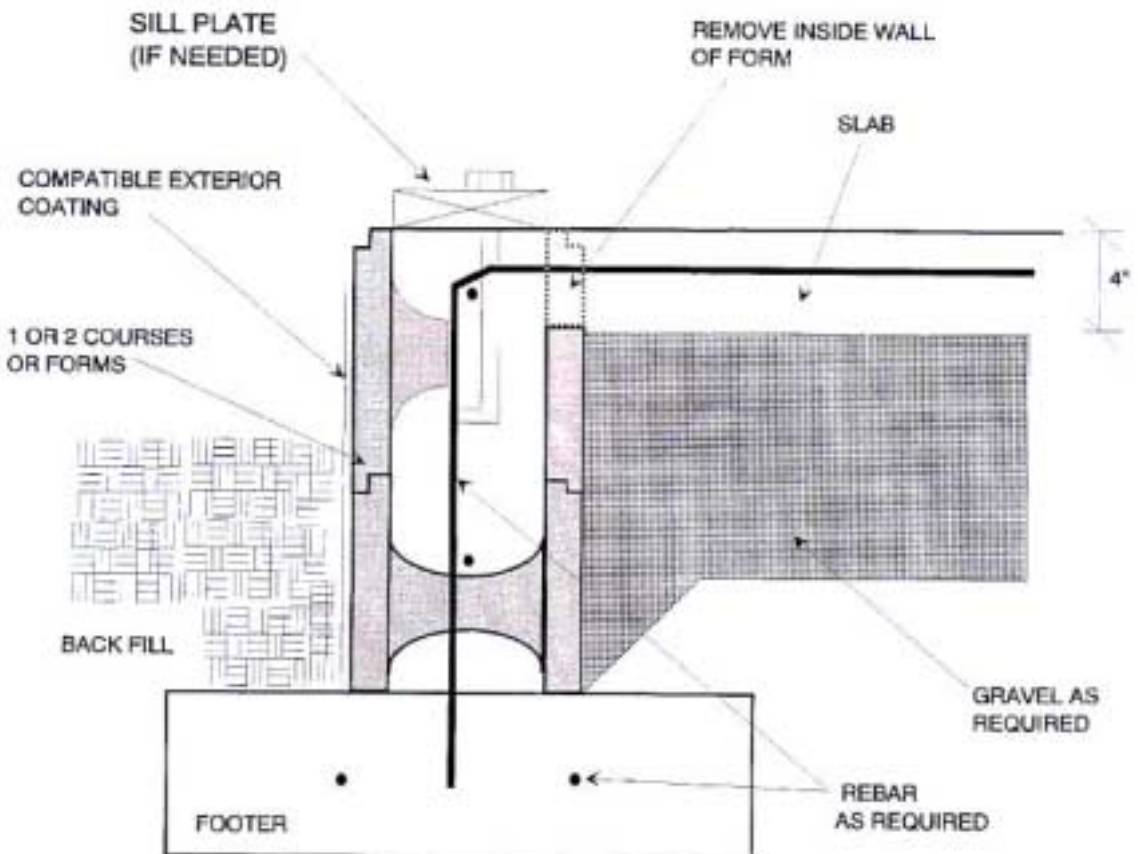 SILL PLATE
(IF NEEDED)
REMOVE INSIDE WALL
OF FORM
SLAB
COMPATIBLE EXTERIOR
COATING
4"
1 OR 2 COURSES
OR FORMS
BACK FILL
GRAVEL AS
REQUIRED
REBAR
AS REQUIRED
FOOTER